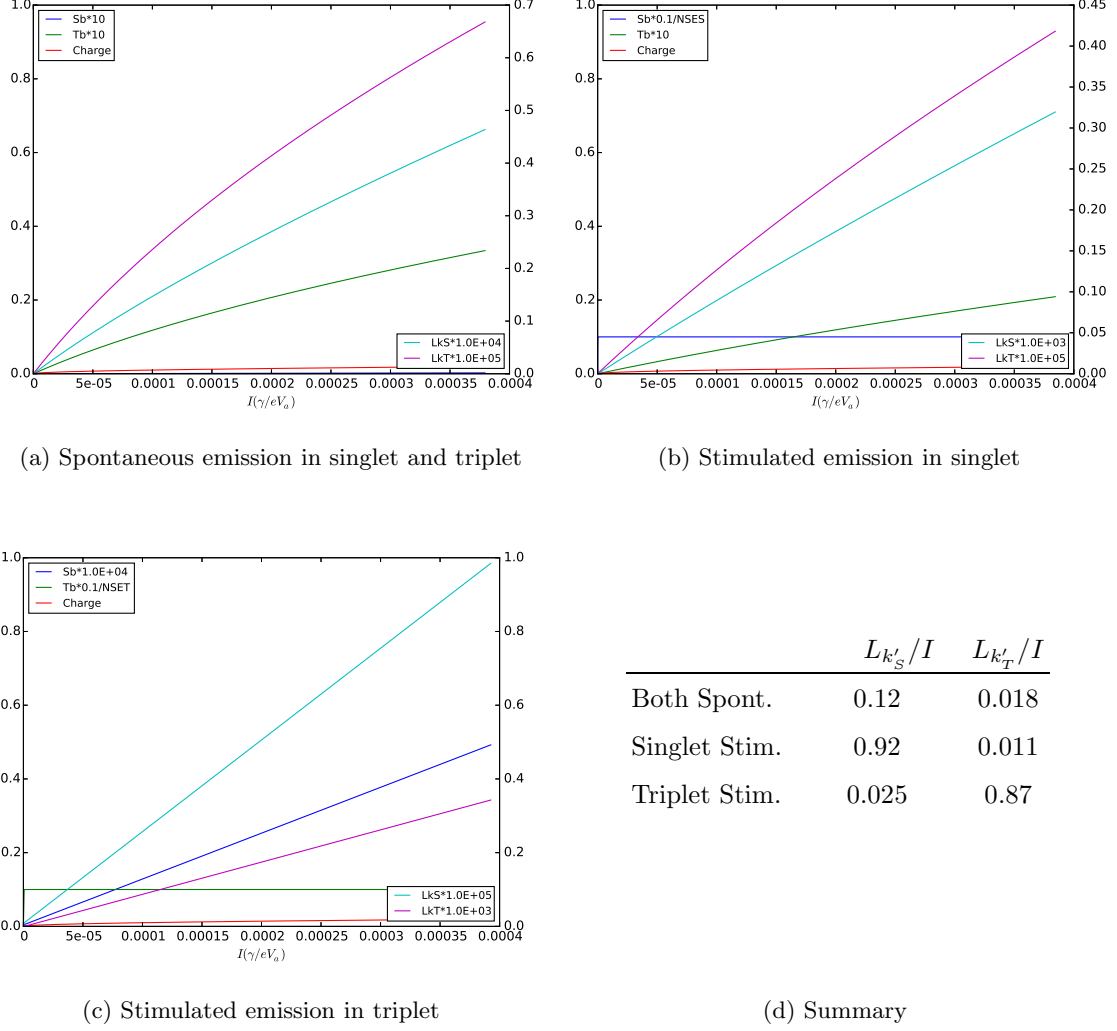 1.0
0.8
0.6
0.4
0.2
0.0
0.7
0.6
0.5
0.4
0.3
0.2
0.1
0.0
Sb*10
Tb*10
Charge
LkS*1.0E+04
LkT*1.0E+05
0 5e-05 0.0001 0.00015 0.0002 0.00025 0.0003 0.00035 0.0004
I(γ/eVₐ)
(a) Spontaneous emission in singlet and triplet
1.0
0.8
0.6
0.4
0.2
0.0
0.45
0.40
0.35
0.30
0.25
0.20
0.15
0.10
0.05
0.00
Sb*0.1/NSES
Tb*10
Charge
LkS*1.0E+03
LkT*1.0E+05
0 5e-05 0.0001 0.00015 0.0002 0.00025 0.0003 0.00035 0.0004
I(γ/eVₐ)
(b) Stimulated emission in singlet
1.0
0.8
0.6
0.4
0.2
0.0
1.0
0.8
0.6
0.4
0.2
0.0
Sb*1.0E+04
Tb*0.1/NSET
Charge
LkS*1.0E+05
LkT*1.0E+03
0 5e-05 0.0001 0.00015 0.0002 0.00025 0.0003 0.00035 0.0004
I(γ/eVₐ)
(c) Stimulated emission in triplet
L_{k'_S}/I L_{k'_T}/I
Both Spont. 0.12 0.018
Singlet Stim. 0.92 0.011
Triplet Stim. 0.025 0.87
(d) Summary